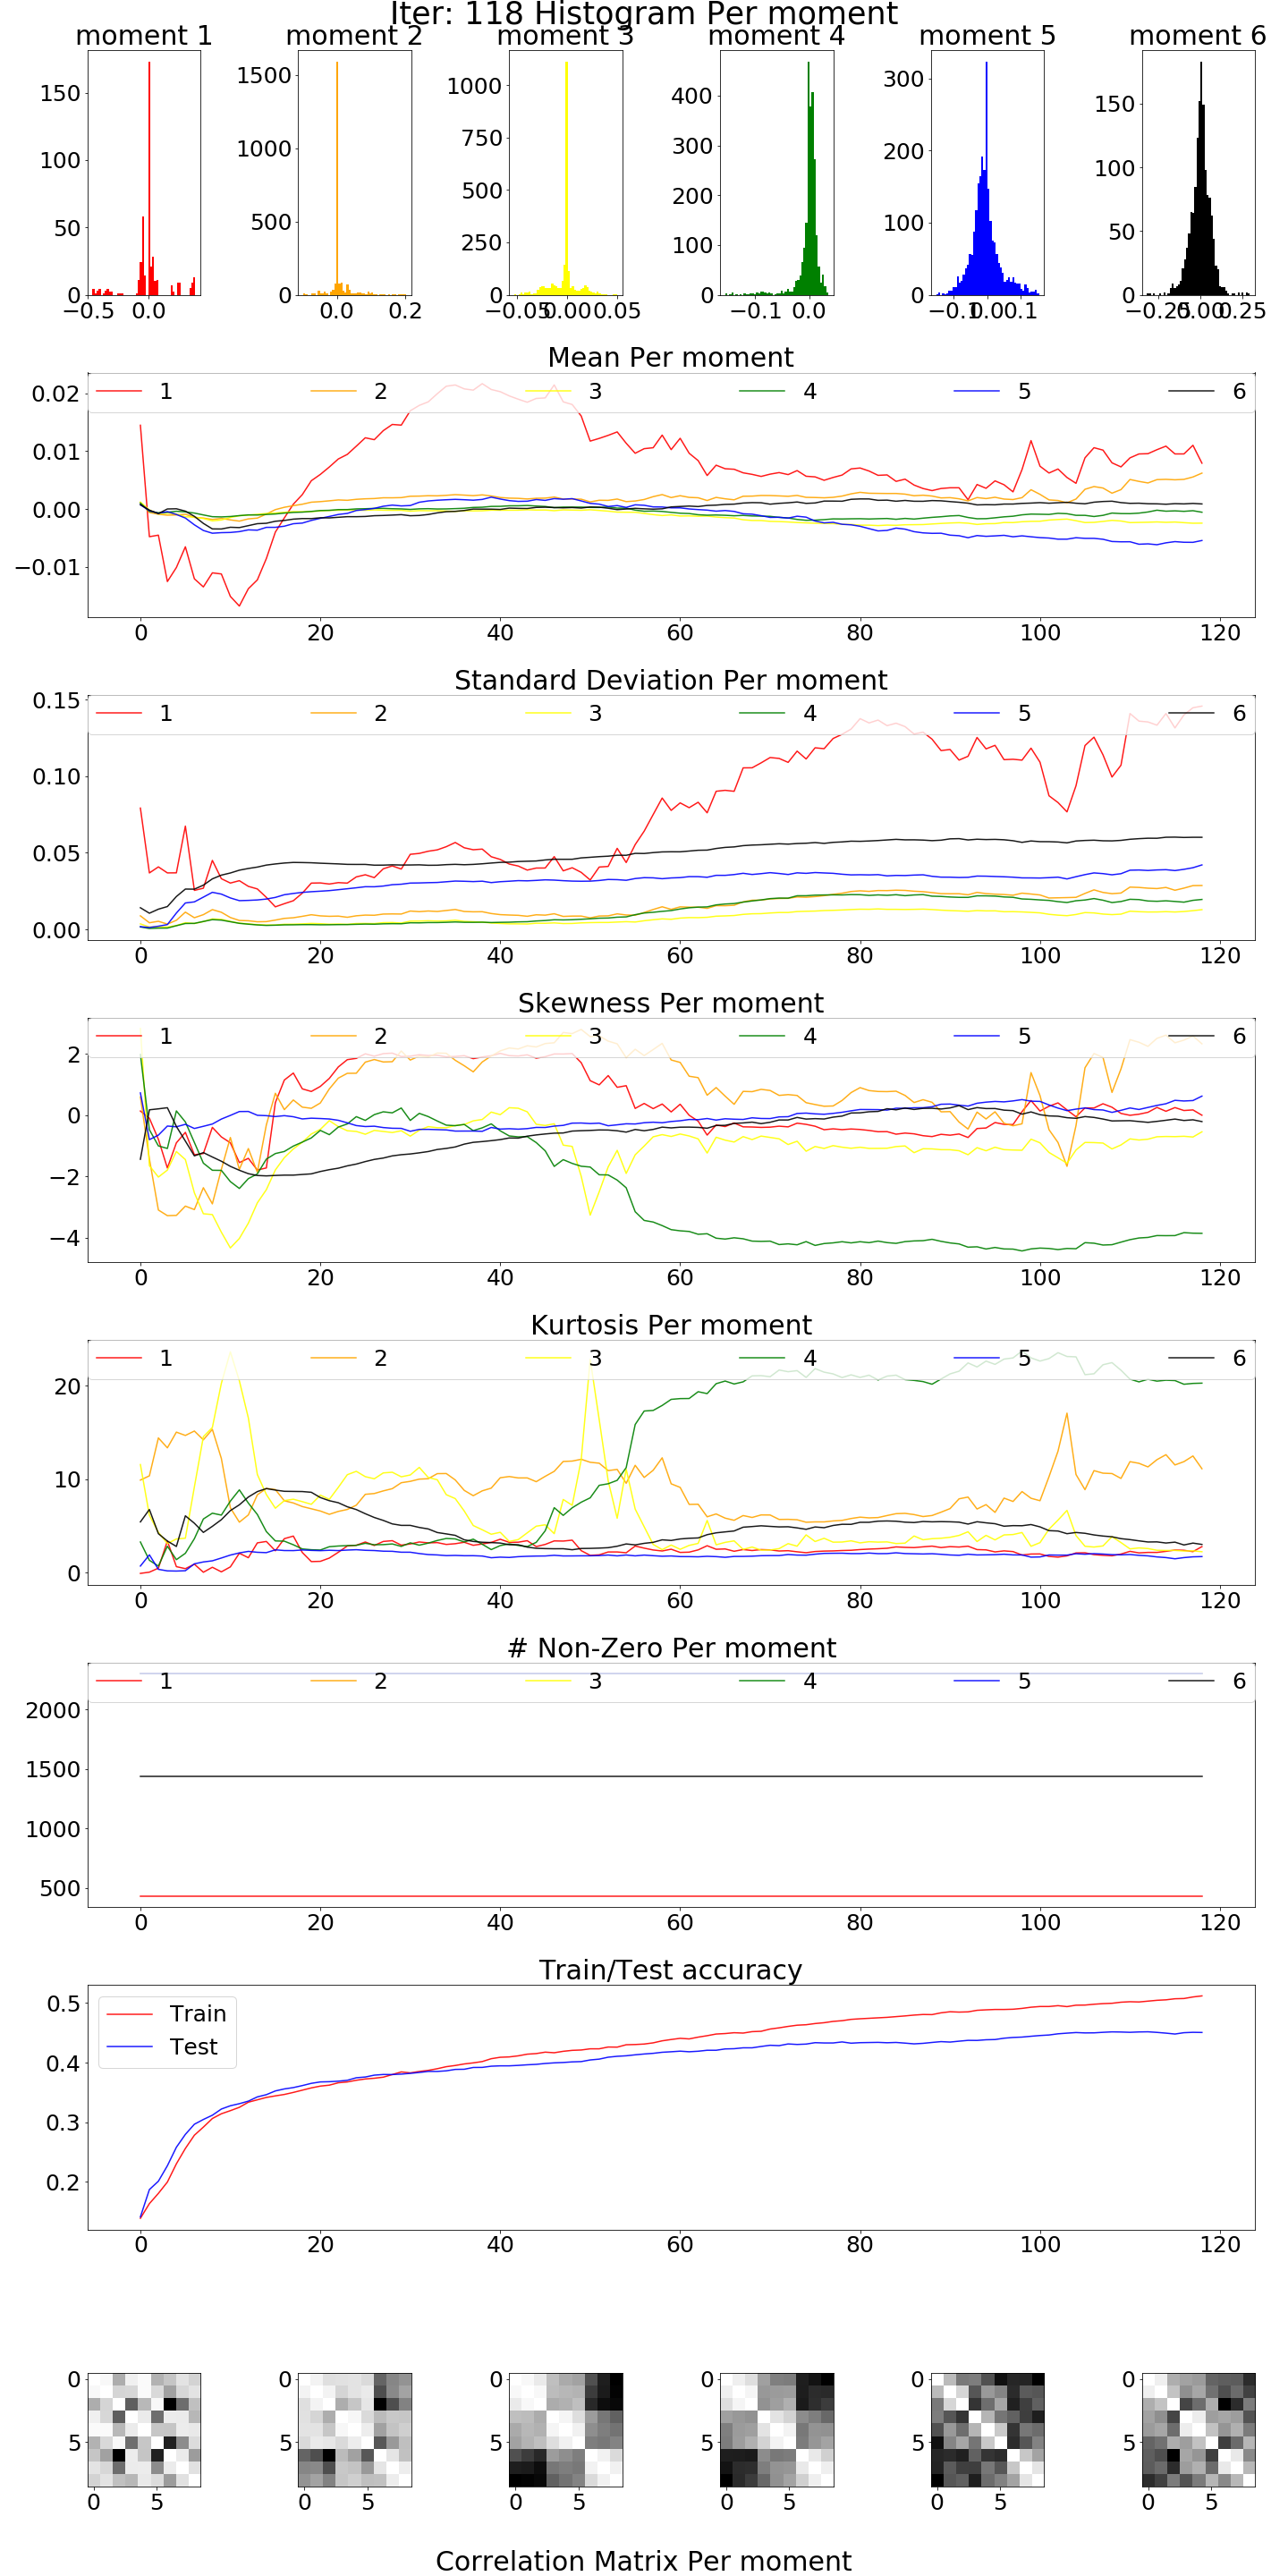 Iter: 118 Histogram Per moment
moment 1 moment 2 moment 3 moment 4 moment 5 moment 6
150 100 50 0 −0.5 0.0
1500 1000 500 0 0.0 0.2
1000 750 500 250 0 −0.05 0.00 0.05
400 300 200 100 0 −0.1 0.0
300 200 100 0 −0.1 0.0 0.1
150 100 50 0 −0.25 0.00 0.25
Mean Per moment
1 2 3 4 5 6
0.02
0.01
0.00
−0.01
0 20 40 60 80 100 120
Standard Deviation Per moment
1 2 3 4 5 6
0.15
0.10
0.05
0.00
0 20 40 60 80 100 120
Skewness Per moment
1 2 3 4 5 6
2
0
−2
−4
0 20 40 60 80 100 120
Kurtosis Per moment
1 2 3 4 5 6
20
10
0
0 20 40 60 80 100 120
# Non-Zero Per moment
1 2 3 4 5 6
2000
1500
1000
500
0 20 40 60 80 100 120
Train/Test accuracy
Train
Test
0.5
0.4
0.3
0.2
0 20 40 60 80 100 120
0 0 0 0 0 0
5 5 5 5 5 5
0 5 0 5 0 5 0 5 0 5 0 5
Correlation Matrix Per moment